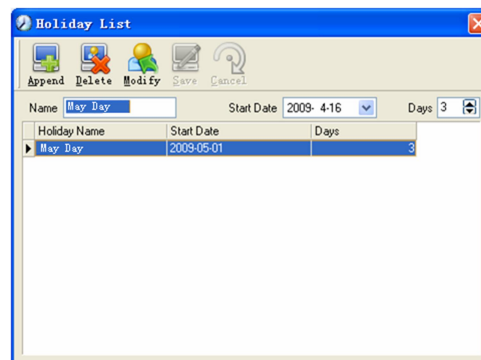 Holiday List
Append Delete Modify Save Cancel
Name May Day Start Date 2009- 4-16 Days 3
Holiday Name Start Date Days
May Day 2009-05-01 3